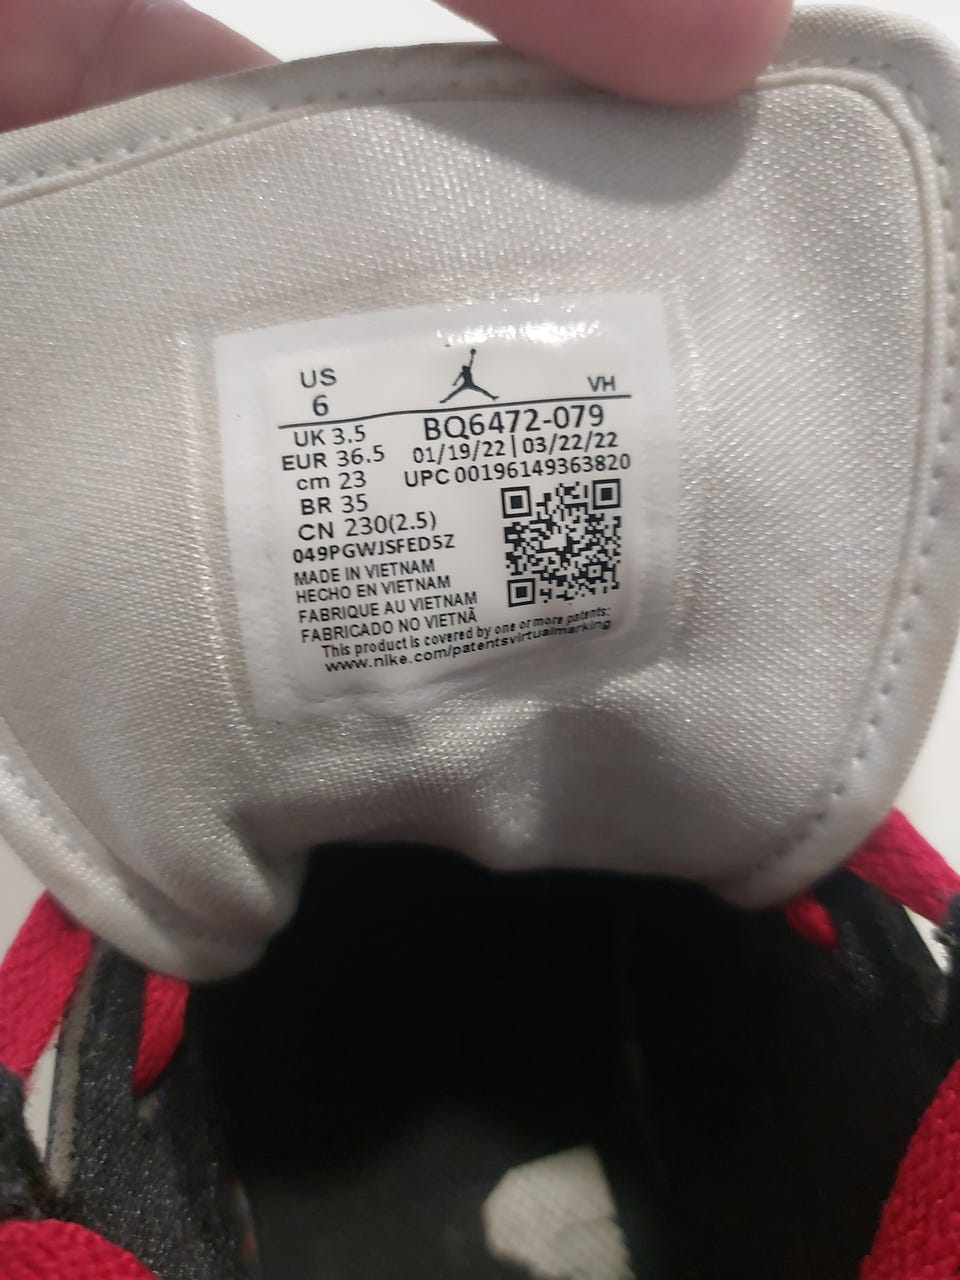 US
6
VH
UK 3.5
EUR 36.5
cm 23
BR 35
CN 230(2.5)
BQ6472-079
01/19/22 | 03/22/22
UPC 00196149363820
049PGWJSFED5Z
MADE IN VIETNAM
HECHO EN VIETNAM
FABRIQUE AU VIETNAM
FABRICADO NO VIETNÃ
This product is covered by one or more patents:
www.nike.com/patentsvirtualmarking